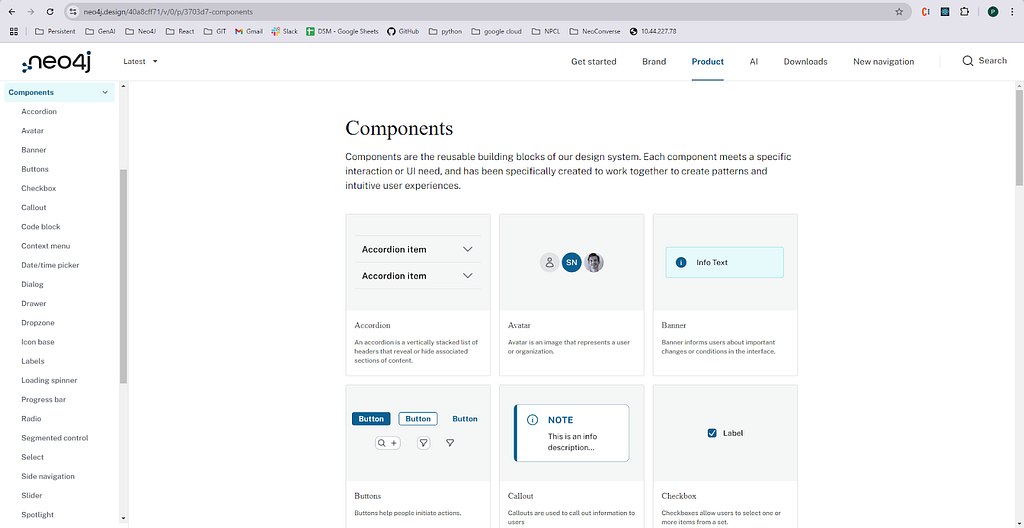 neo4j.design/40a8cff71/v/0/p/3703d7-components
Persistent GenAI Neo4J React GIT Gmail Slack DSM - Google Sheets GitHub python google cloud NPCL NeoConverse 10.44.227.78
neo4j Latest Get started Brand Product AI Downloads New navigation Search
Components
Accordion
Avatar
Banner
Buttons
Checkbox
Callout
Code block
Context menu
Date/time picker
Dialog
Drawer
Dropzone
Icon base
Labels
Loading spinner
Progress bar
Radio
Segmented control
Select
Side navigation
Slider
Spotlight
Components
Components are the reusable building blocks of our design system. Each component meets a specific
interaction or UI need, and has been specifically created to work together to create patterns and
intuitive user experiences.
Accordion item
Accordion item
Accordion
An accordion is a vertically stacked list of
headers that reveal or hide associated
sections of content.
SN
Avatar
Avatar is an image that represents a user
or organization.
Info Text
Banner
Banner informs users about important
changes or conditions in the interface.
Button Button Button
Buttons
Buttons help people initiate actions.
NOTE
This is an info
description...
Callout
Callouts are used to call out information to
users
Label
Checkbox
Checkboxes allow users to select one or
more items from a set.